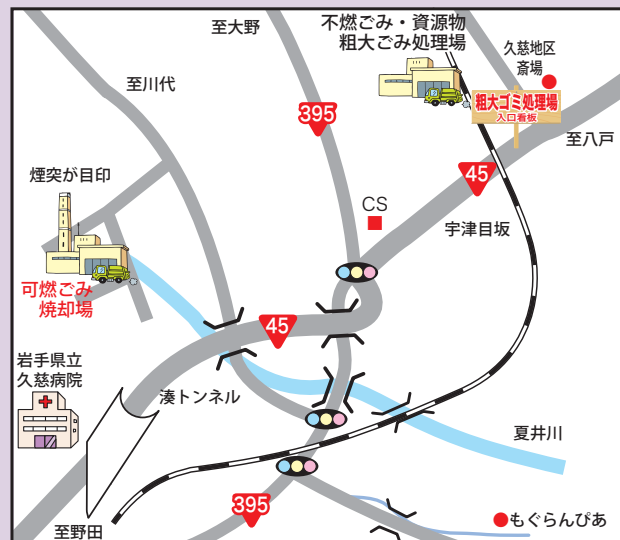 至大野
不燃ごみ・資源物
粗大ごみ処理場
久慈地区
斎場
至川代
395
粗大ゴミ処理場
入口看板
至八戸
45
煙突が目印
CS
宇津目坂
可燃ごみ
焼却場
45
岩手県立
久慈病院
湊トンネル
夏井川
395
至野田
もぐらんぴあ